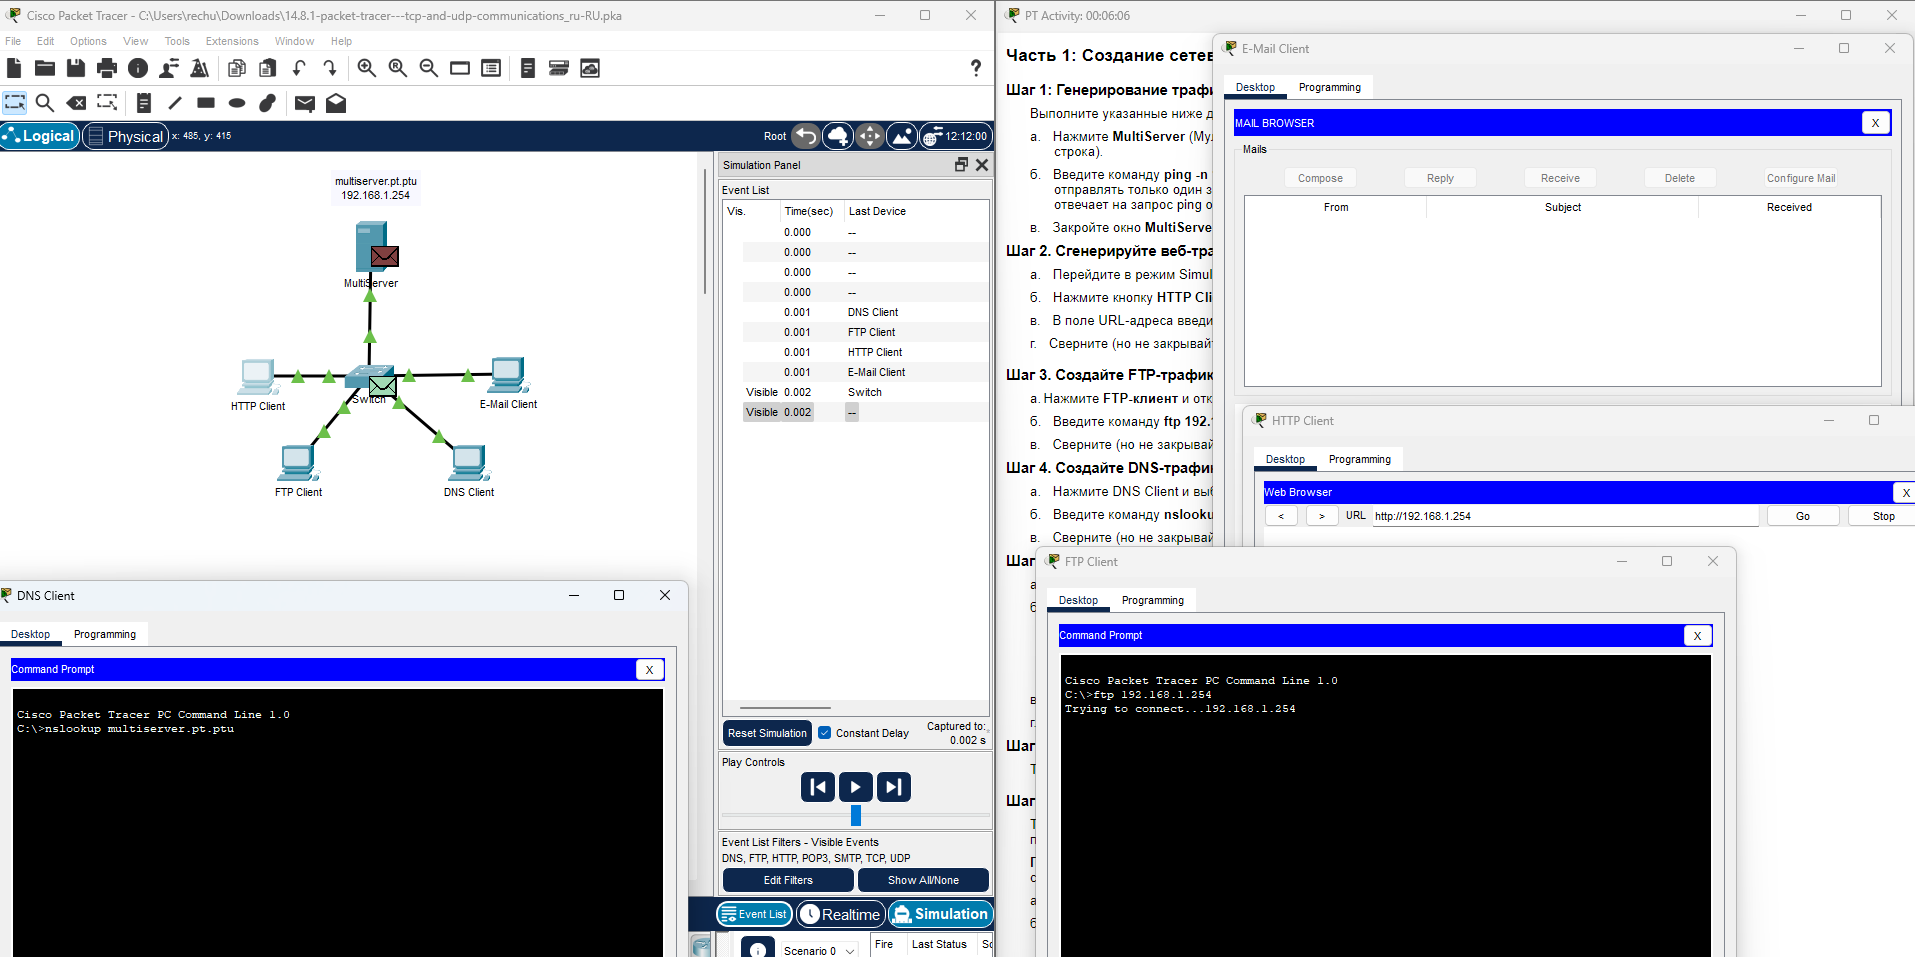 Cisco Packet Tracer - C:\Users\rechu\Downloads\14.8.1-packet-tracer---tcp-and-udp-communications_ru-RU.pka
File Edit Options View Tools Extensions Window Help
Logical Physical x: 485, y: 415 Root 12:12:00
multiserver.pt.ptu
192.168.1.254
MultiServer
HTTP Client
Switch
E-Mail Client
FTP Client
DNS Client
Simulation Panel
Event List
Vis. Time(sec) Last Device
0.000 --
0.000 --
0.000 --
0.000 --
0.001 DNS Client
0.001 FTP Client
0.001 HTTP Client
0.001 E-Mail Client
Visible 0.002 Switch
Visible 0.002 --
Reset Simulation Constant Delay Captured to:
0.002 s
Play Controls
Event List Filters - Visible Events
DNS, FTP, HTTP, POP3, SMTP, TCP, UDP
Edit Filters Show All/None
Event List Realtime Simulation
Scenario 0 Fire Last Status
DNS Client
Desktop Programming
Command Prompt X
Cisco Packet Tracer PC Command Line 1.0
C:\>nslookup multiserver.pt.ptu
PT Activity: 00:06:06
Часть 1: Создание сетев
Шаг 1: Генерирование трафи
Выполните указанные ниже д
а. Нажмите MultiServer (Му
строка).
б. Введите команду ping -n
отправлять только один з
отвечает на запрос ping о
в. Закройте окно MultiServe
Шаг 2. Сгенерируйте веб-тра
а. Перейдите в режим Simul
б. Нажмите кнопку HTTP Cli
в. В поле URL-адреса введи
г. Сверните (но не закрывай
Шаг 3. Создайте FTP-трафик
а. Нажмите FTP-клиент и отк
б. Введите команду ftp 192.
в. Сверните (но не закрывай
Шаг 4. Создайте DNS-трафик
а. Нажмите DNS Client и выб
б. Введите команду nslooku
в. Сверните (но не закрывай
Шаг
Шаг
Шаг
E-Mail Client
Desktop Programming
MAIL BROWSER X
Mails
Compose Reply Receive Delete Configure Mail
From Subject Received
HTTP Client
Desktop Programming
Web Browser X
< > URL http://192.168.1.254 Go Stop
FTP Client
Desktop Programming
Command Prompt X
Cisco Packet Tracer PC Command Line 1.0
C:\>ftp 192.168.1.254
Trying to connect...192.168.1.254